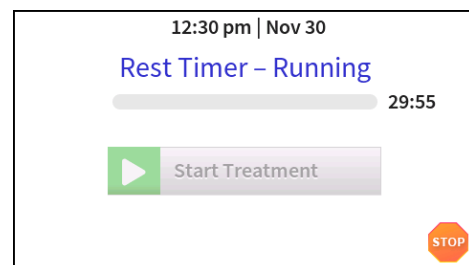 12:30 pm | Nov 30
Rest Timer – Running
29:55
Start Treatment
STOP